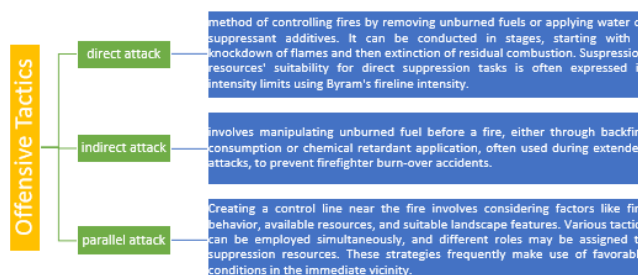 Offensive Tactics
direct attack
method of controlling fires by removing unburned fuels or applying water o
suppressant additives. It can be conducted in stages, starting with
knockdown of flames and then extinction of residual combustion. Suspression
resources' suitability for direct suppression tasks is often expressed i
intensity limits using Byram's fireline intensity.
indirect attack
involves manipulating unburned fuel before a fire, either through backfir
consumption or chemical retardant application, often used during extende
attacks, to prevent firefighter burn-over accidents.
parallel attack
Creating a control line near the fire involves considering factors like fir
behavior, available resources, and suitable landscape features. Various tactic
can be employed simultaneously, and different roles may be assigned t
suppression resources. These strategies frequently make use of favorabl
conditions in the immediate vicinity.